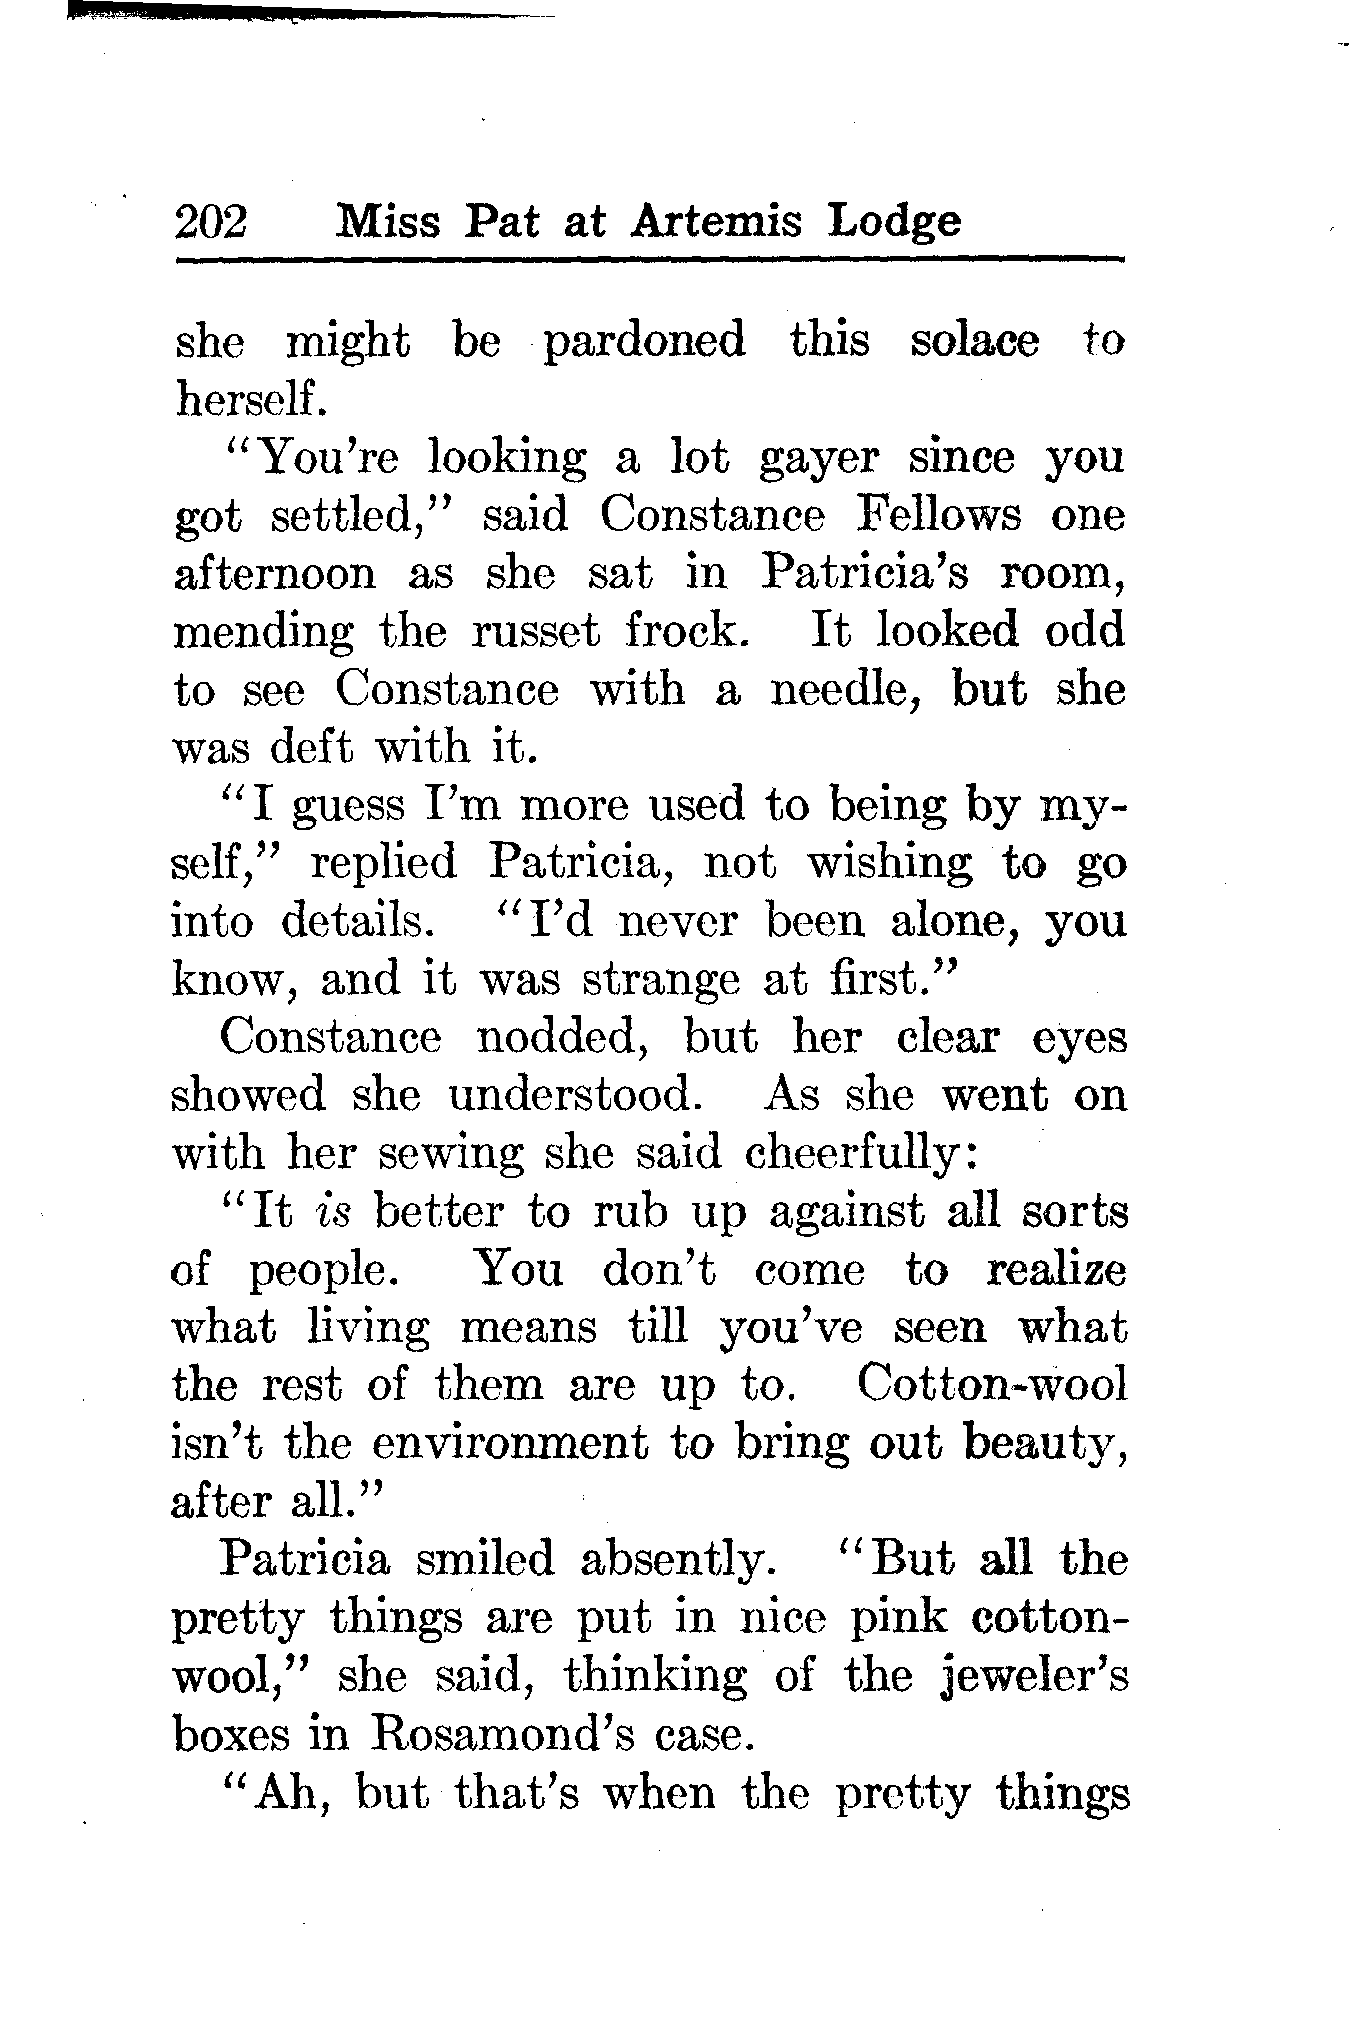 202 Miss Pat at Artemis Lodge
she might be pardoned this solace to
herself.
"You're looking a lot gayer since you
got settled," said Constance Fellows one
afternoon as she sat in Patricia's room,
mending the russet frock. It looked odd
to see Constance with a needle, but she
was deft with it.
"I guess I'm more used to being by my-
self," replied Patricia, not wishing to go
into details. "I'd never been alone, you
know, and it was strange at first."
Constance nodded, but her clear eyes
showed she understood. As she went on
with her sewing she said cheerfully:
"It is better to rub up against all sorts
of people. You don't come to realize
what living means till you've seen what
the rest of them are up to. Cotton-wool
isn't the environment to bring out beauty,
after all."
Patricia smiled absently. "But all the
pretty things are put in nice pink cotton-
wool," she said, thinking of the jeweler's
boxes in Rosamond's case.
"Ah, but that's when the pretty things